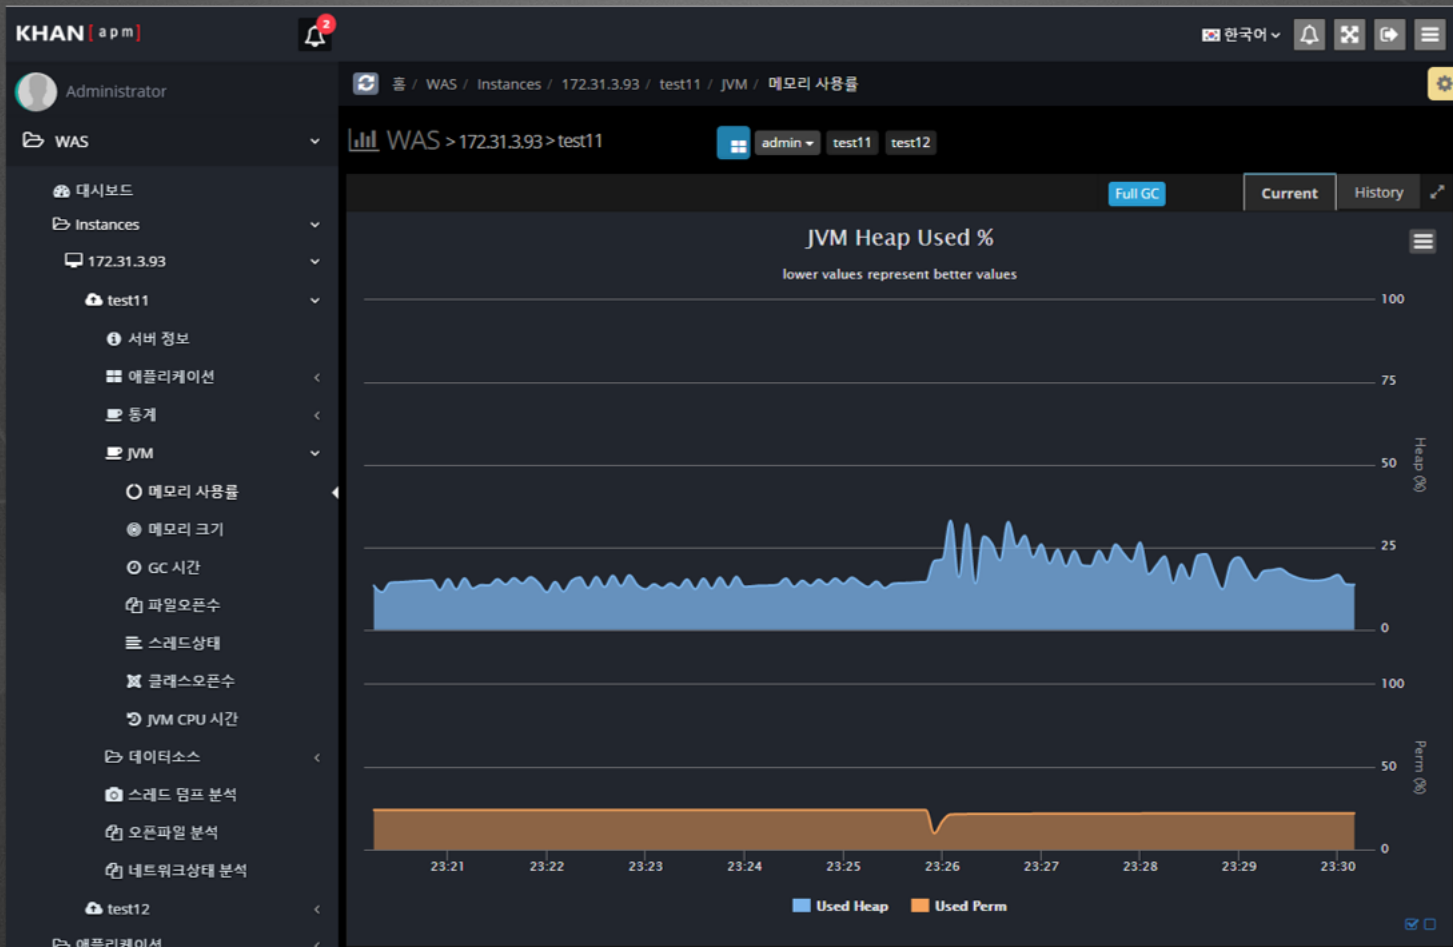 KHAN [apm]
2
한국어
Administrator
홈 / WAS / Instances / 172.31.3.93 / test11 / JVM / 메모리 사용률
WAS
WAS > 172.31.3.93 > test11
admin
test11
test12
대시보드
Full GC
Current
History
Instances
JVM Heap Used %
172.31.3.93
lower values represent better values
100
test11
서버 정보
애플리케이션
75
통계
JVM
50
Heap (%)
메모리 사용률
메모리 크기
25
GC 시간
파일오픈수
0
스레드상태
클래스오픈수
100
JVM CPU 시간
데이터소스
50
Perm (%)
스레드 덤프 분석
오픈파일 분석
0
23:21 23:22 23:23 23:24 23:25 23:26 23:27 23:28 23:29 23:30
네트워크상태 분석
test12
Used Heap
Used Perm
애플리케이션